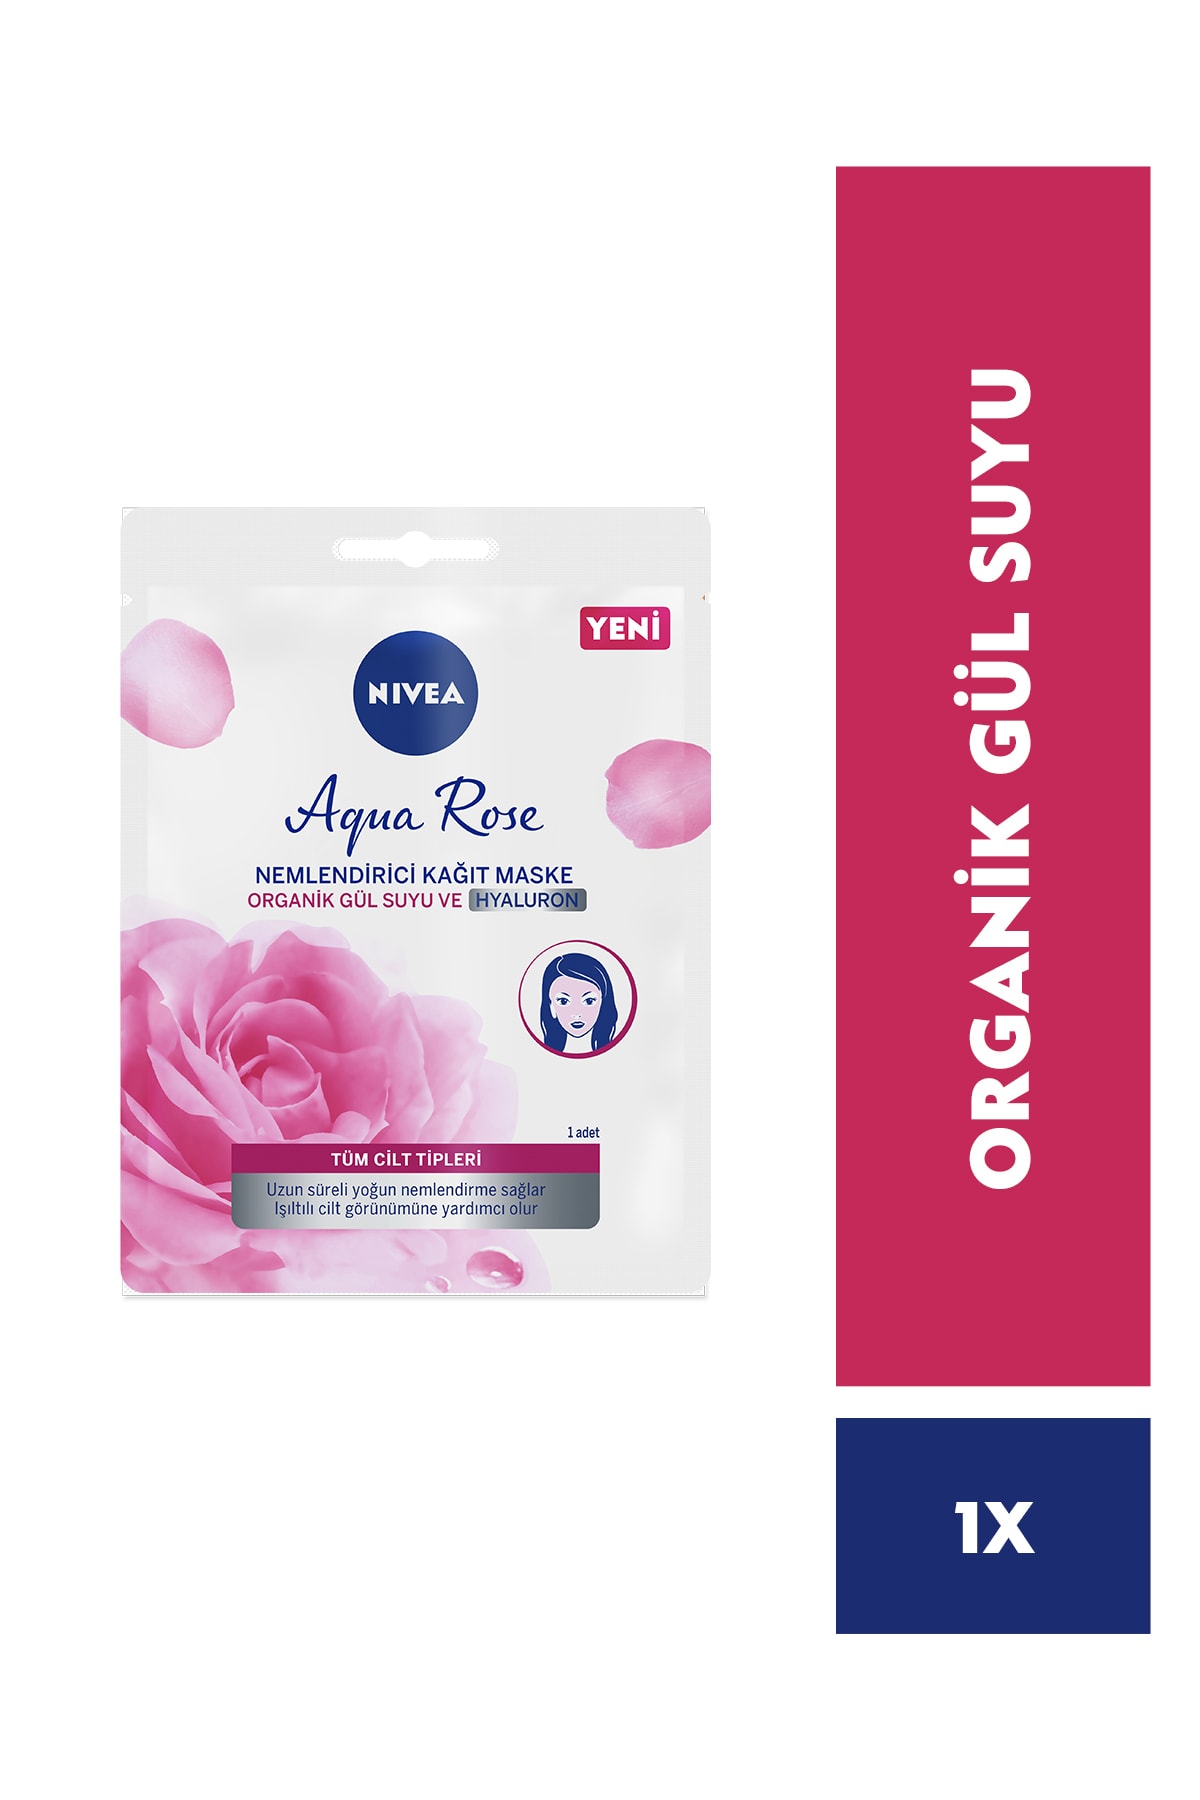 YENİ
NIVEA
Aqua Rose
NEMLENDİRİCİ KAĞIT MASKE
ORGANİK GÜL SUYU VE HYALURON
1 adet
TÜM CİLT TİPLERİ
Uzun süreli yoğun nemlendirme sağlar
Işıltılı cilt görünümüne yardımcı olur
ORGANİK GÜL SUYU
1X